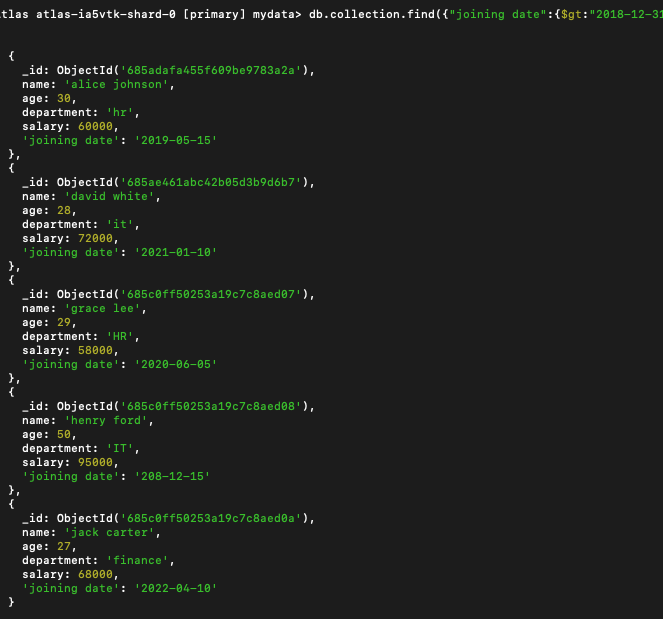 tlas atlas-ia5vtk-shard-0 [primary] mydata> db.collection.find({"joining date":{$gt:"2018-12-31
{
_id: ObjectId('685adafa455f609be9783a2a'),
name: 'alice johnson',
age: 30,
department: 'hr',
salary: 60000,
'joining date': '2019-05-15'
},
{
_id: ObjectId('685ae461abc42b05d3b9d6b7'),
name: 'david white',
age: 28,
department: 'it',
salary: 72000,
'joining date': '2021-01-10'
},
{
_id: ObjectId('685c0ff50253a19c7c8aed07'),
name: 'grace lee',
age: 29,
department: 'HR',
salary: 58000,
'joining date': '2020-06-05'
},
{
_id: ObjectId('685c0ff50253a19c7c8aed08'),
name: 'henry ford',
age: 50,
department: 'IT',
salary: 95000,
'joining date': '208-12-15'
},
{
_id: ObjectId('685c0ff50253a19c7c8aed0a'),
name: 'jack carter',
age: 27,
department: 'finance',
salary: 68000,
'joining date': '2022-04-10'
}